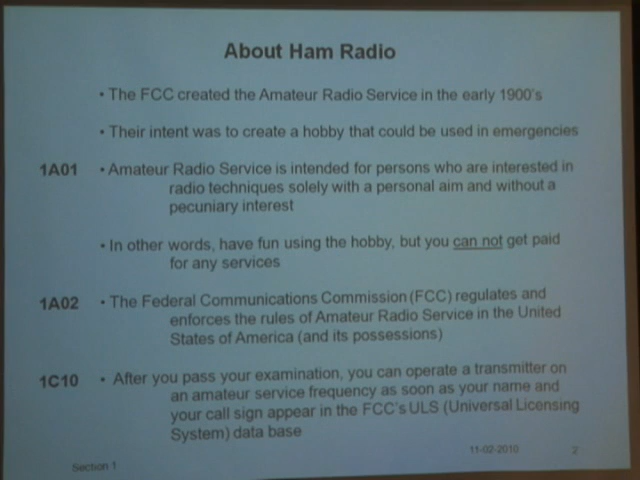 About Ham Radio
• The FCC created the Amateur Radio Service in the early 1900's
• Their intent was to create a hobby that could be used in emergencies
1A01 • Amateur Radio Service is intended for persons who are interested in
radio techniques solely with a personal aim and without a
pecuniary interest
• In other words, have fun using the hobby, but you can not get paid
for any services
1A02 • The Federal Communications Commission (FCC) regulates and
enforces the rules of Amateur Radio Service in the United
States of America (and its possessions)
1C10 • After you pass your examination, you can operate a transmitter on
an amateur service frequency as soon as your name and
your call sign appear in the FCC's ULS (Universal Licensing
System) data base
11-02-2010 2
Section 1